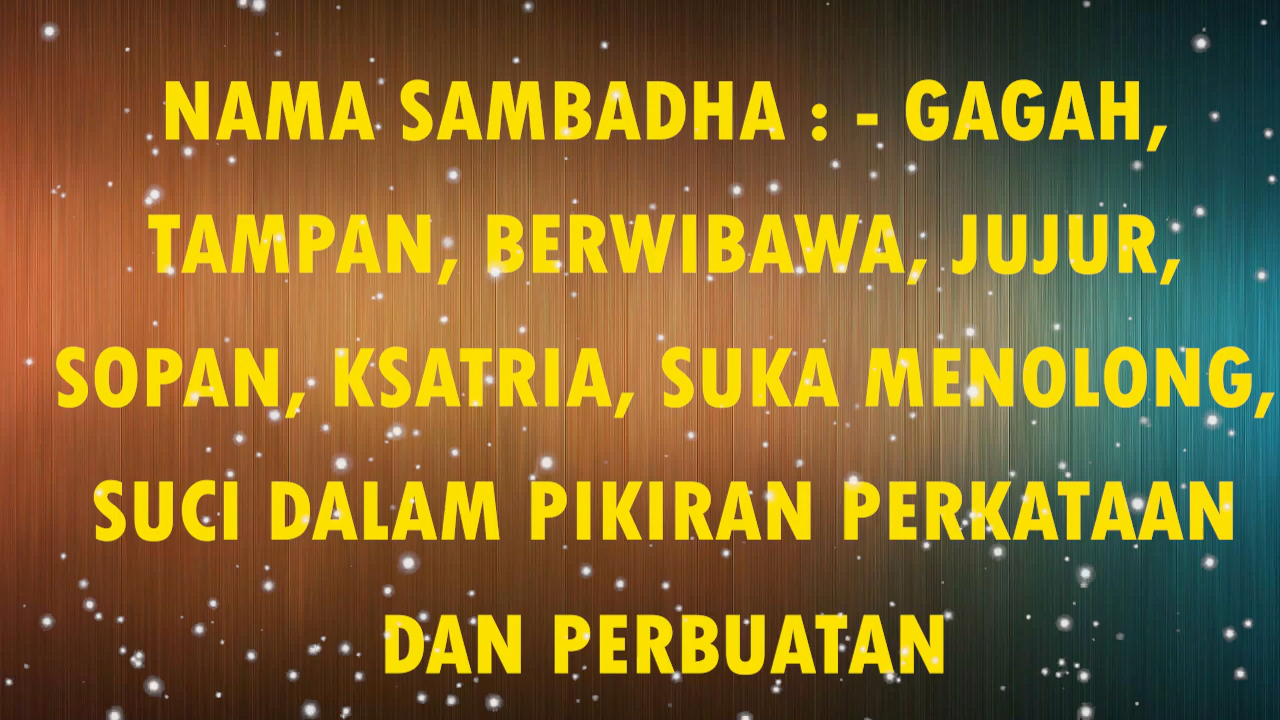 NAMA SAMBADHA : - GAGAH,
TAMPAN, BERWIBAWA, JUJUR,
SOPAN, KSATRIA, SUKA MENOLONG,
SUCI DALAM PIKIRAN PERKATAAN
DAN PERBUATAN